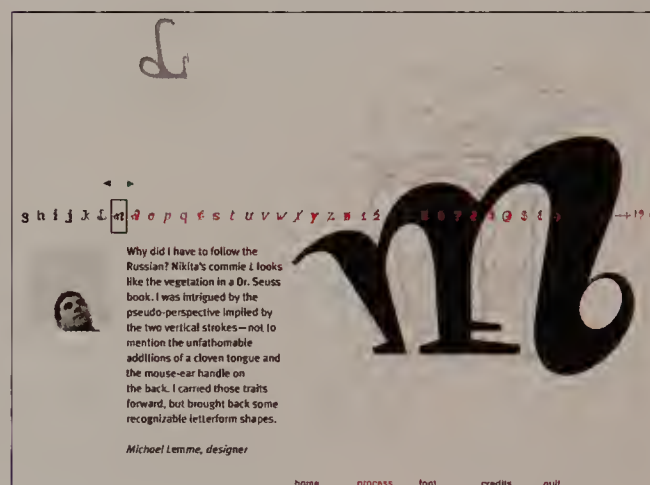 g h i j k L m o p q r s t u v w x y z
Why did I have to follow the
Russian? Nikita's commie L looks
like the vegetation in a Dr. Seuss
book. I was intrigued by the
pseudo-perspective implied by
the two vertical strokes—not to
mention the unfathomable
additions of a cloven tongue and
the mouse-ear handle on
the back. I carried those traits
forward, but brought back some
recognizable letterform shapes.
Michael Lemme, designer
m
home process font credits quit